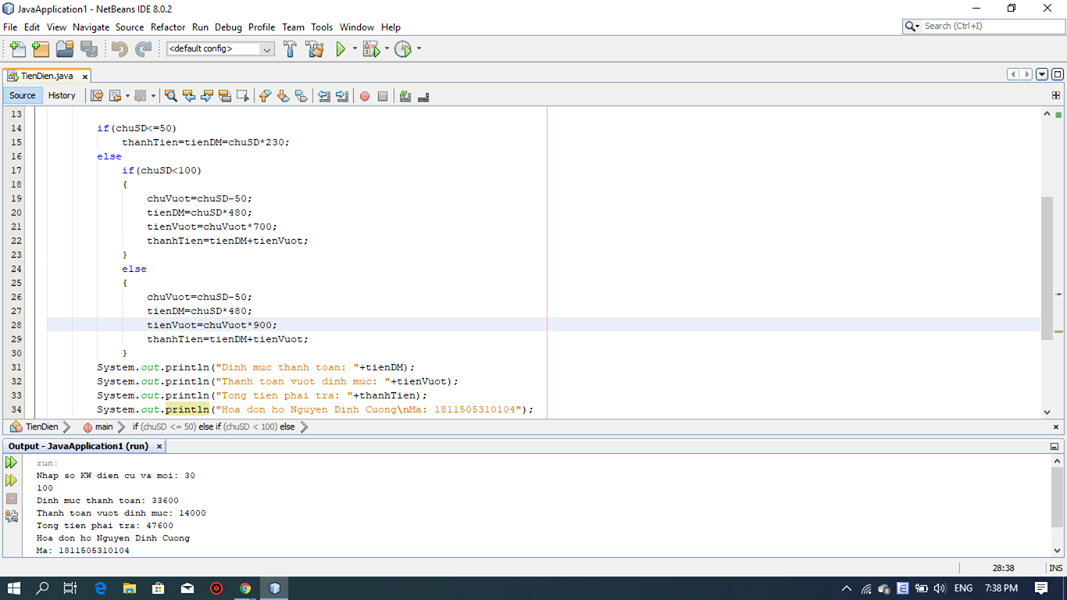 JavaApplication1 - NetBeans IDE 8.0.2
File Edit View Navigate Source Refactor Run Debug Profile Team Tools Window Help
Search (Ctrl+I)
<default config>
TienDien.java
Source History
13
14 if(chuSD<=50)
15 thanhTien=tienDM=chuSD*230;
16 else
17 if(chuSD<100)
18 {
19 chuVuot=chuSD-50;
20 tienDM=chuSD*480;
21 tienVuot=chuVuot*700;
22 thanhTien=tienDM+tienVuot;
23 }
24 else
25 {
26 chuVuot=chuSD-50;
27 tienDM=chuSD*480;
28 tienVuot=chuVuot*900;
29 thanhTien=tienDM+tienVuot;
30 }
31 System.out.println("Dinh muc thanh toan: "+tienDM);
32 System.out.println("Thanh toan vuot dinh muc: "+tienVuot);
33 System.out.println("Tong tien phai tra: "+thanhTien);
34 System.out.println("Hoa don ho Nguyen Dinh Cuong\nMa: 1811505310104");
TienDien main if (chuSD <= 50) else if (chuSD < 100) else
Output - JavaApplication1 (run)
run:
Nhap so KW dien cu va moi: 30
100
Dinh muc thanh toan: 33600
Thanh toan vuot dinh muc: 14000
Tong tien phai tra: 47600
Hoa don ho Nguyen Dinh Cuong
Ma: 1811505310104
28:38 INS
ENG 7:38 PM